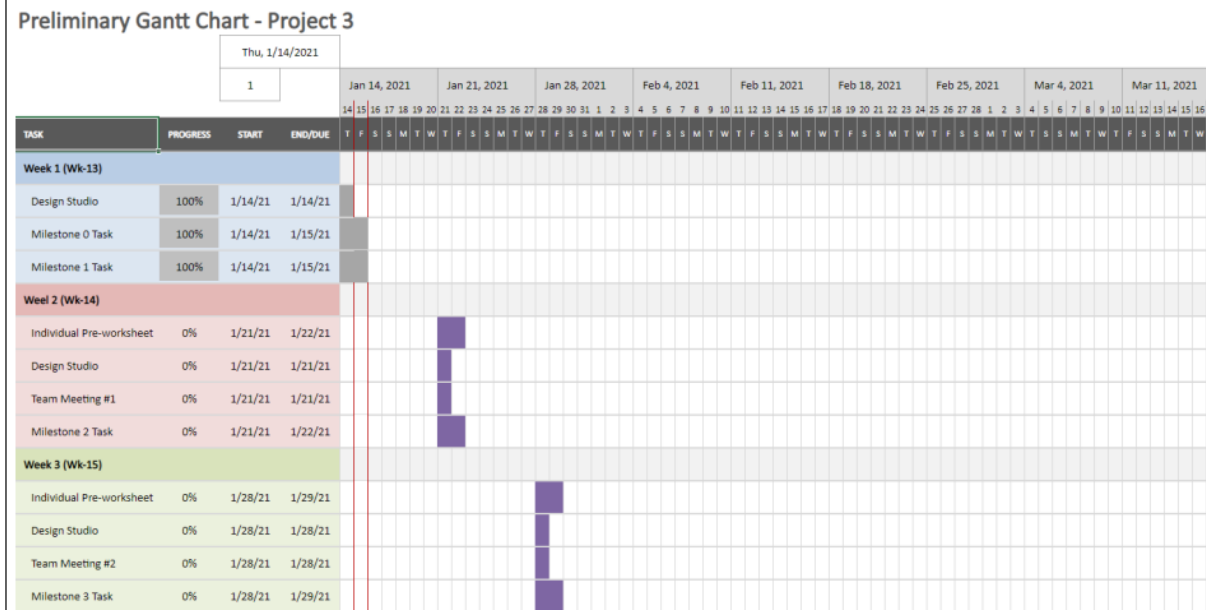 Preliminary Gantt Chart - Project 3
Thu, 1/14/2021
1
Jan 14, 2021 Jan 21, 2021 Jan 28, 2021 Feb 4, 2021 Feb 11, 2021 Feb 18, 2021 Feb 25, 2021 Mar 4, 2021 Mar 11, 2021
14 15 16 17 18 19 20 21 22 23 24 25 26 27 28 29 30 31 1 2 3 4 5 6 7 8 9 10 11 12 13 14 15 16 17 18 19 20 21 22 23 24 25 26 27 28 1 2 3 4 5 6 7 8 9 10 11 12 13 14 15 16
TASK PROGRESS START END/DUE T F S S M T W T F S S M T W T F S S M T W T F S S M T W T F S S M T W T F S S M T W T F S S M T W T S S M T W T F S S M T W
Week 1 (Wk-13)
Design Studio 100% 1/14/21 1/14/21
Milestone 0 Task 100% 1/14/21 1/15/21
Milestone 1 Task 100% 1/14/21 1/15/21
Weel 2 (Wk-14)
Individual Pre-worksheet 0% 1/21/21 1/22/21
Design Studio 0% 1/21/21 1/21/21
Team Meeting #1 0% 1/21/21 1/21/21
Milestone 2 Task 0% 1/21/21 1/22/21
Week 3 (Wk-15)
Individual Pre-worksheet 0% 1/28/21 1/29/21
Design Studio 0% 1/28/21 1/28/21
Team Meeting #2 0% 1/28/21 1/28/21
Milestone 3 Task 0% 1/28/21 1/29/21